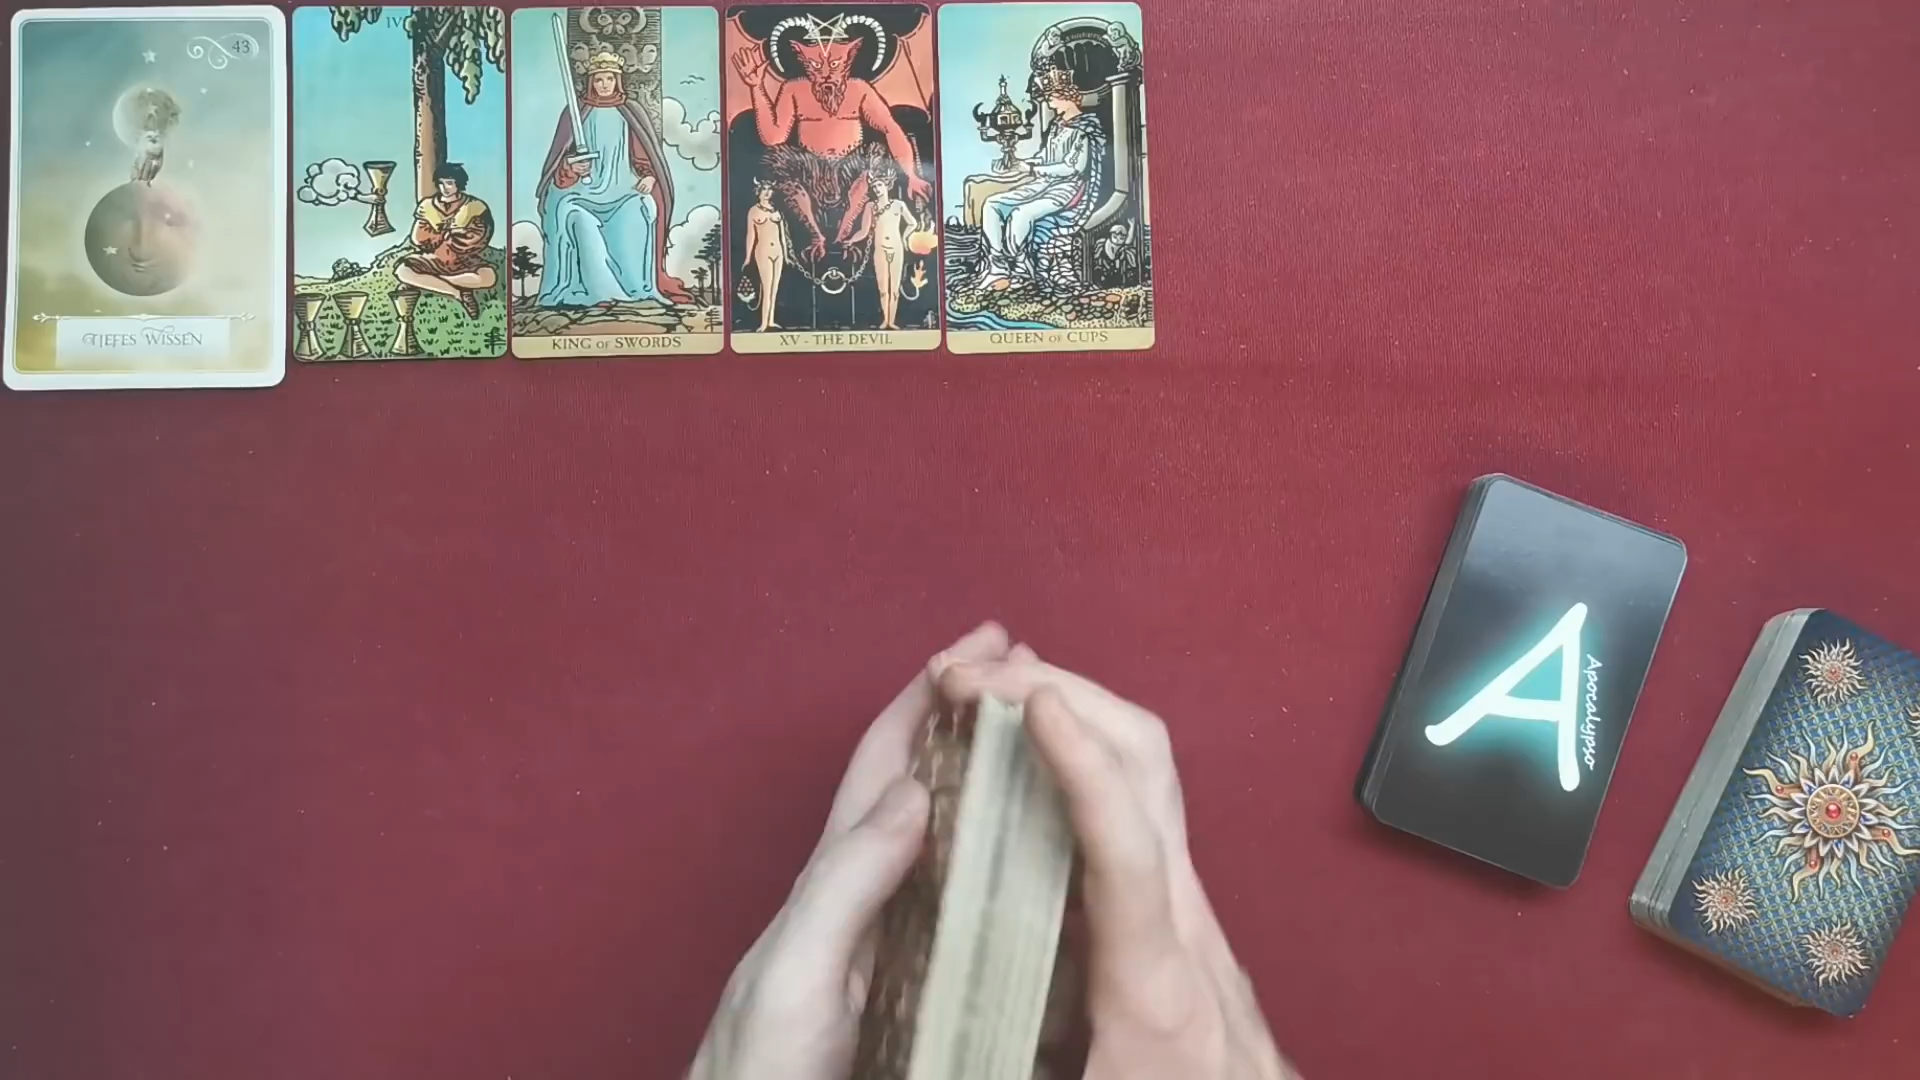 43
TIEFES WISSEN
IV
KING OF SWORDS
XV - THE DEVIL
QUEEN OF CUPS
A
Apocalypso